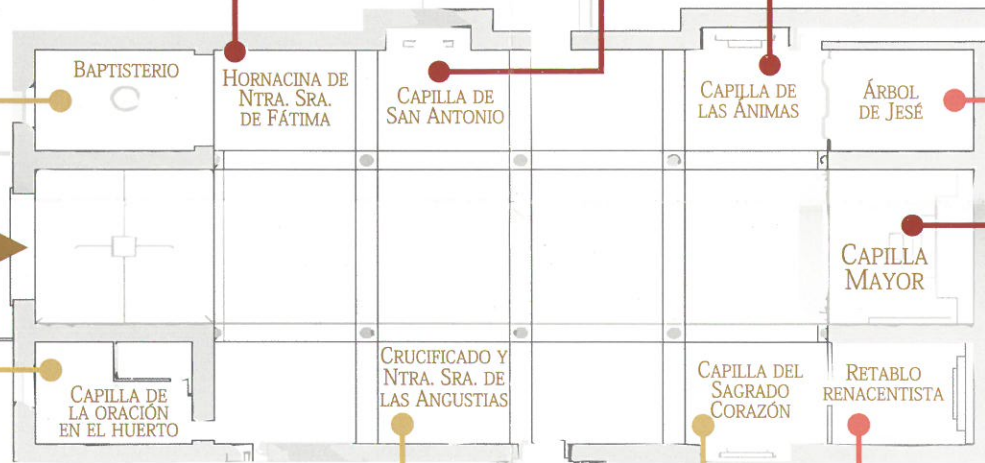 BAPTISTERIO
HORNACINA DE
NTRA. SRA.
DE FÁTIMA
CAPILLA DE
SAN ANTONIO
CAPILLA DE
LAS ÁNIMAS
ÁRBOL
DE JESÉ
CAPILLA
MAYOR
CAPILLA DE
LA ORACIÓN
EN EL HUERTO
CRUCIFICADO Y
NTRA. SRA. DE
LAS ANGUSTIAS
CAPILLA DEL
SAGRADO
CORAZÓN
RETABLO
RENACENTISTA